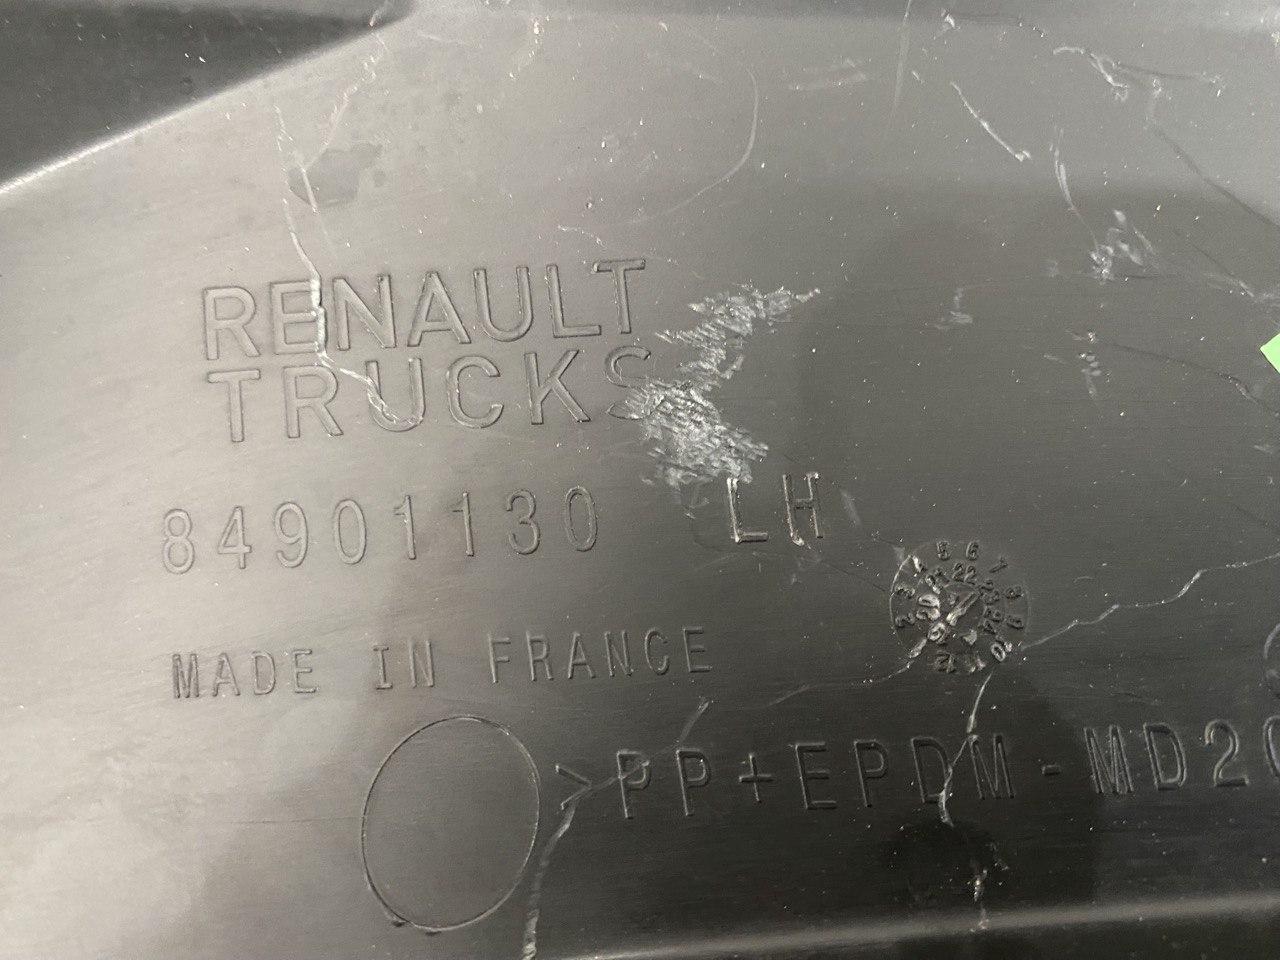 RENAULT
TRUCKS
84901130 LH
MADE IN FRANCE
>PP+EPDM-MD20